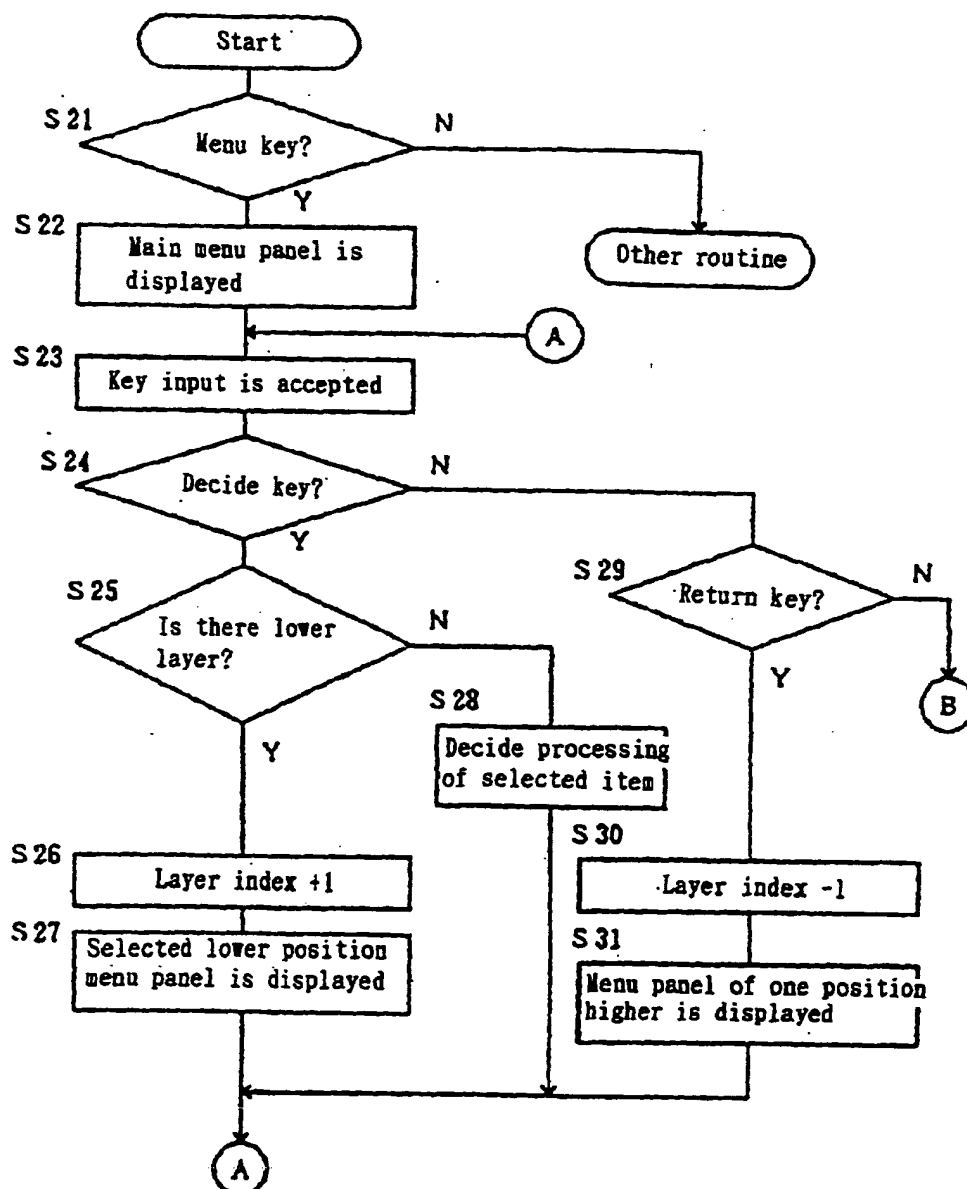 Start
S21
Menu key?
N
Y
S22
Main menu panel is
displayed
Other routine
A
S23
Key input is accepted
S24
Decide key?
N
Y
S25
Is there lower
layer?
N
Y
S29
Return key?
N
Y
B
S28
Decide processing
of selected item
S26
Layer index +1
S30
Layer index -1
S27
Selected lower position
menu panel is displayed
S31
Menu panel of one position
higher is displayed
A